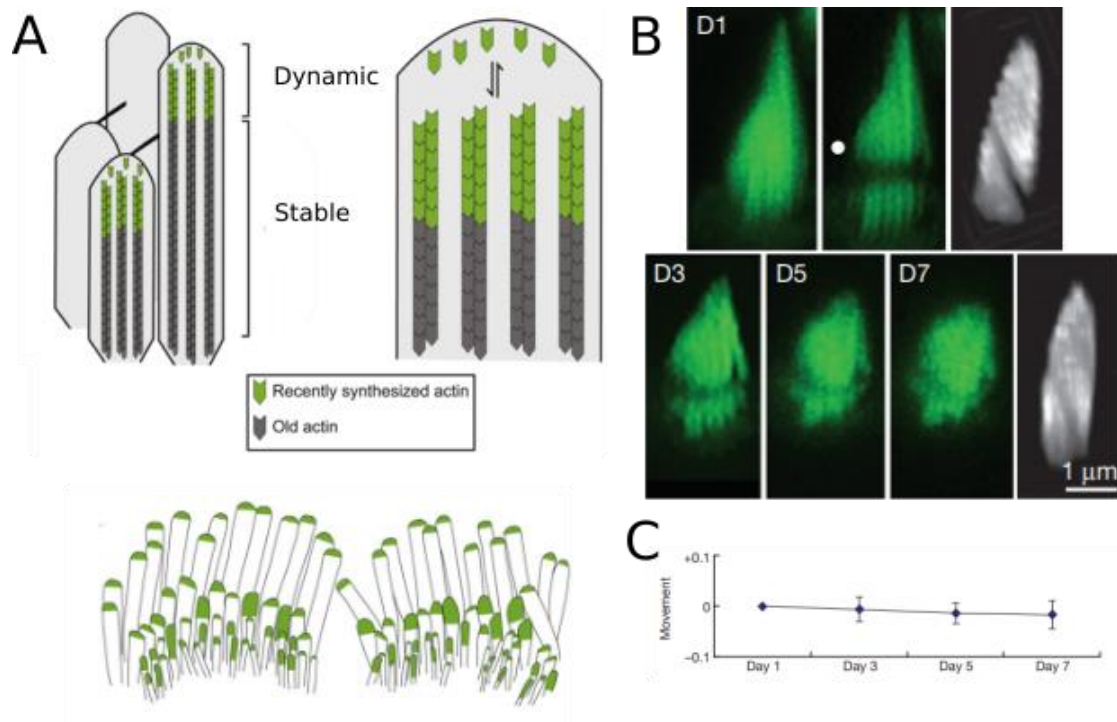 A
Dynamic
Stable
Recently synthesized actin
Old actin
B
D1
D3
D5
D7
1 µm
C
Movement
+0.1
0
−0.1
Day 1
Day 3
Day 5
Day 7